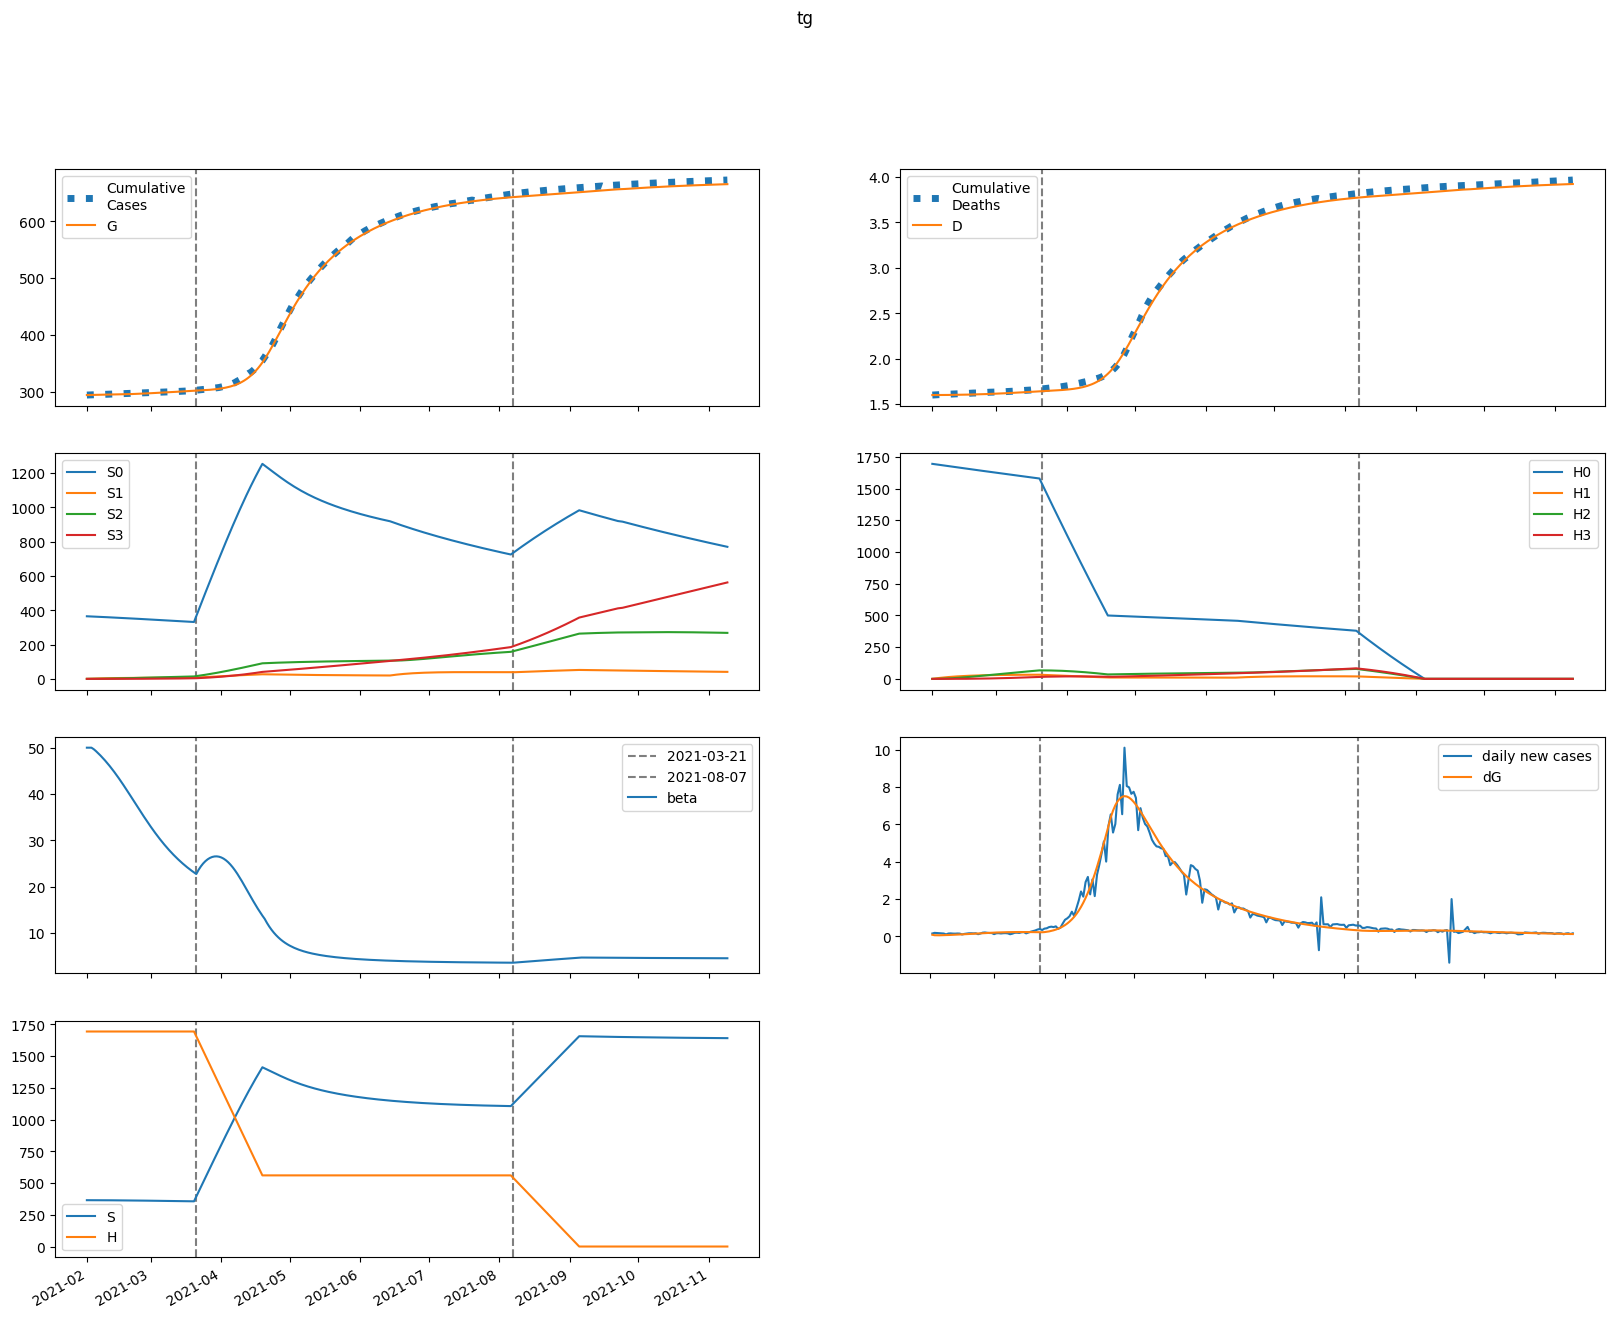 tg
Cumulative
Cases
G
600
500
400
300
Cumulative
Deaths
D
4.0
3.5
3.0
2.5
2.0
1.5
S0
S1
S2
S3
1200
1000
800
600
400
200
0
H0
H1
H2
H3
1750
1500
1250
1000
750
500
250
0
2021-03-21
2021-08-07
beta
50
40
30
20
10
daily new cases
dG
10
8
6
4
2
0
1750
1500
1250
1000
750
500
250
0
S
H
2021-02
2021-03
2021-04
2021-05
2021-06
2021-07
2021-08
2021-09
2021-10
2021-11